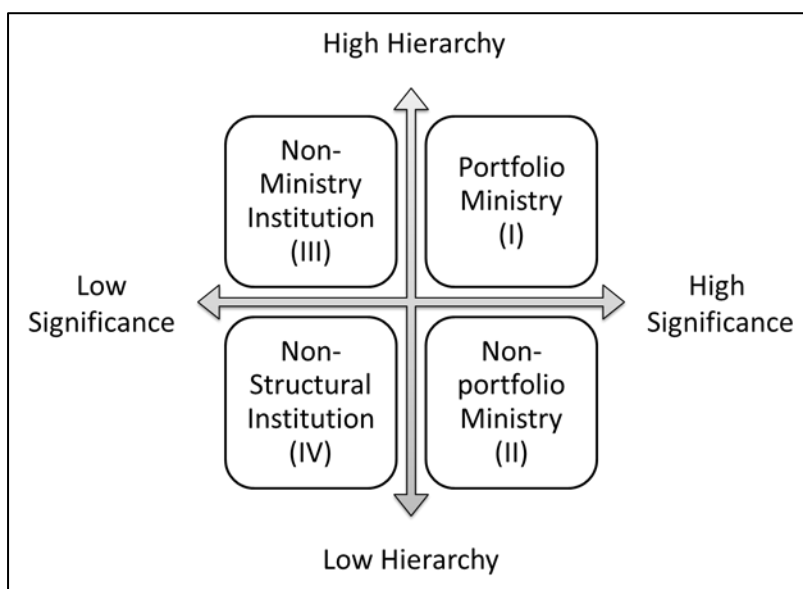 High Hierarchy
Non-
Ministry
Institution
(III)
Portfolio
Ministry
(I)
Low
Significance
High
Significance
Non-
Structural
Institution
(IV)
Non-
portfolio
Ministry
(II)
Low Hierarchy